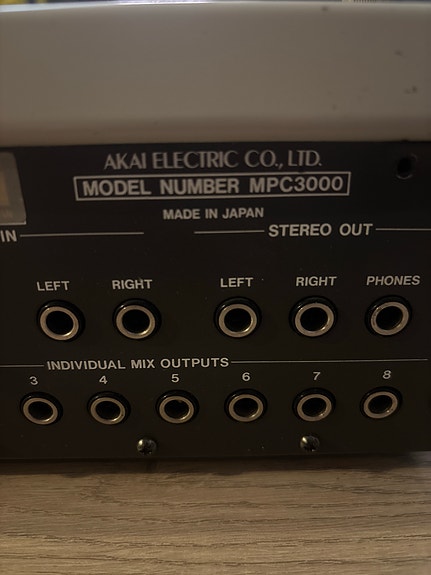 AKAI ELECTRIC CO., LTD.
MODEL NUMBER MPC3000
MADE IN JAPAN
IN
STEREO OUT
LEFT RIGHT LEFT RIGHT PHONES
INDIVIDUAL MIX OUTPUTS
3 4 5 6 7 8